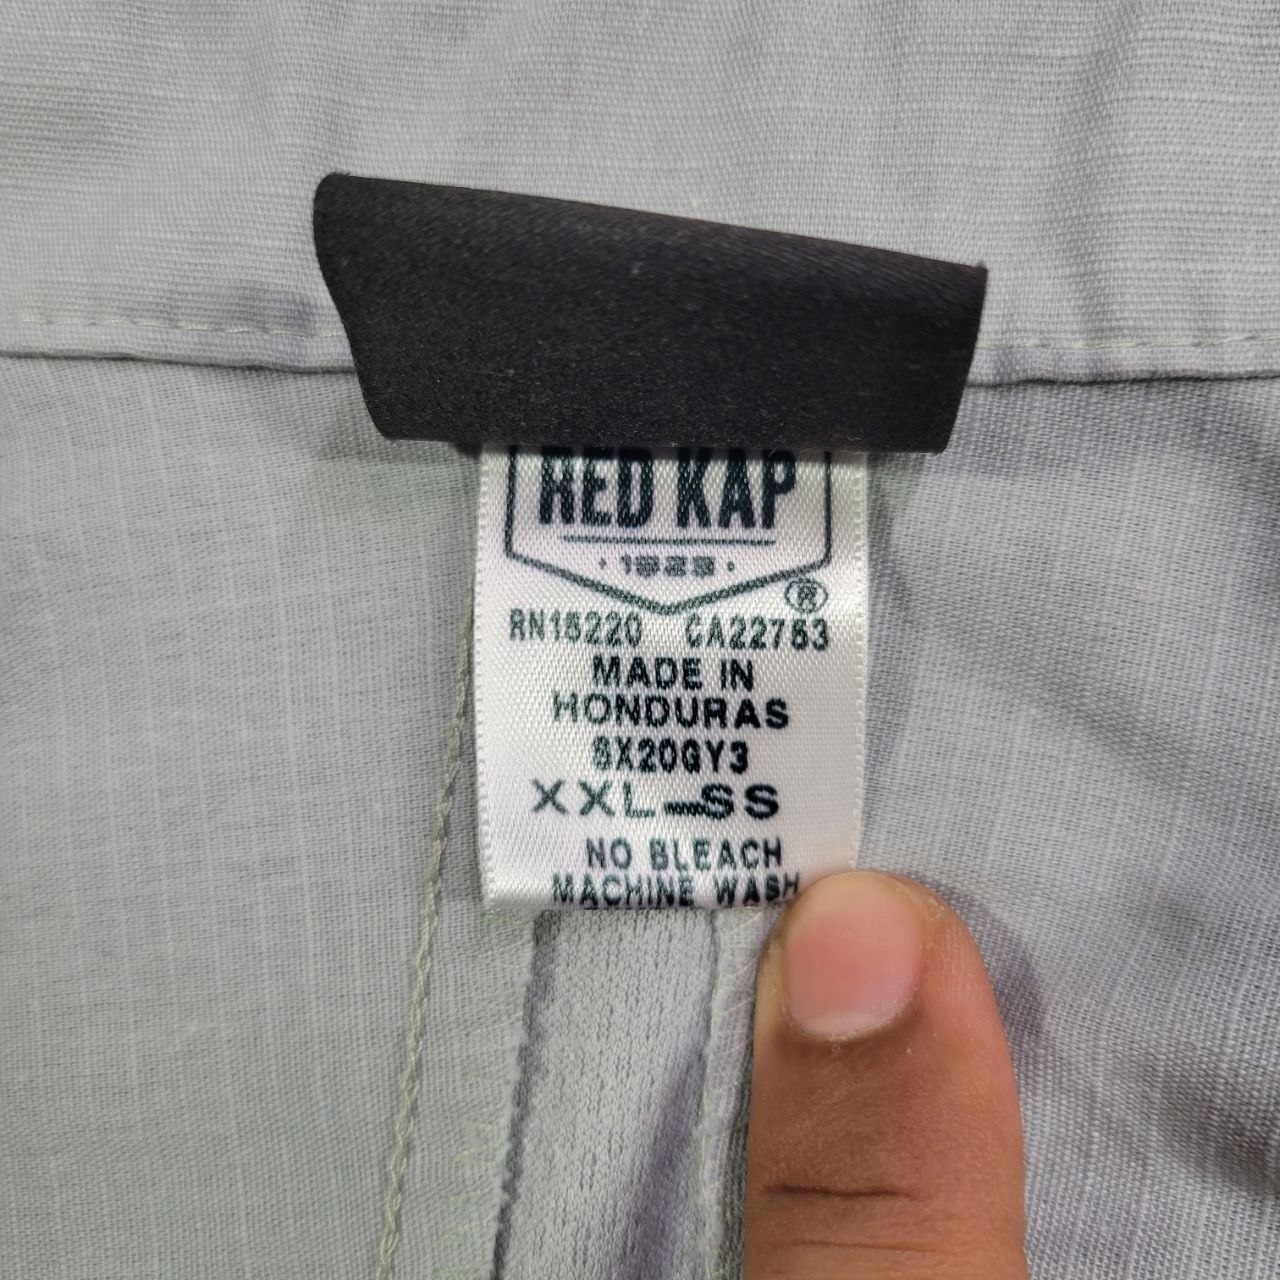 RED KAP
· 1923 ·
®
RN15220 CA22753
MADE IN
HONDURAS
SX20GY3
XXL-SS
NO BLEACH
MACHINE WASH